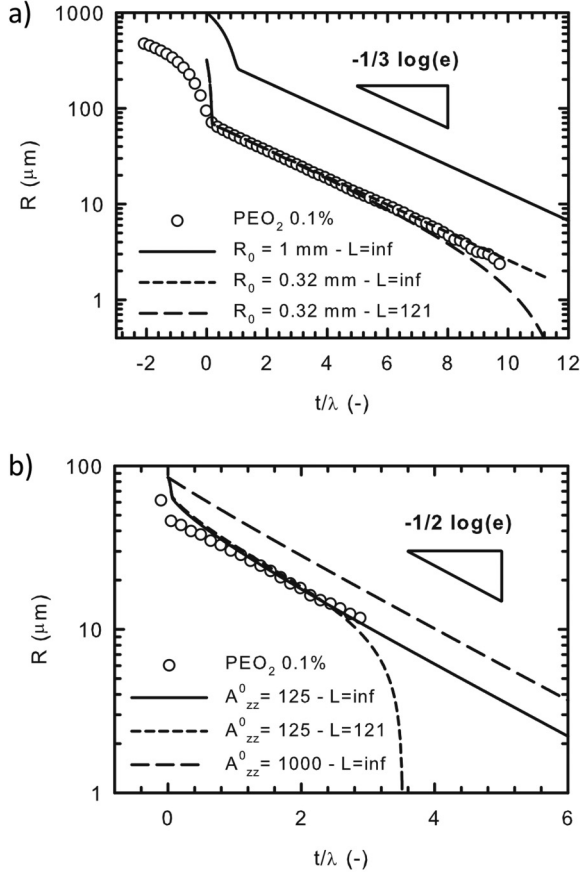 a)
1000
100
10
1
R (μm)
-1/3 log(e)
PEO2 0.1%
R0 = 1 mm - L=inf
R0 = 0.32 mm - L=inf
R0 = 0.32 mm - L=121
-2 0 2 4 6 8 10 12
t/λ (-)
b)
100
10
1
R (μm)
-1/2 log(e)
PEO2 0.1%
A0zz= 125 - L=inf
A0zz= 125 - L=121
A0zz= 1000 - L=inf
0 2 4 6
t/λ (-)